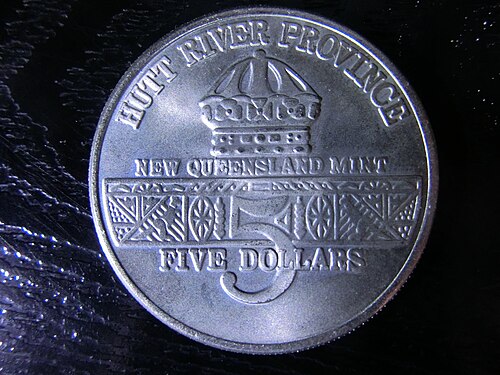 HUTT RIVER PROVINCE
NEW QUEENSLAND MINT
5
FIVE DOLLARS